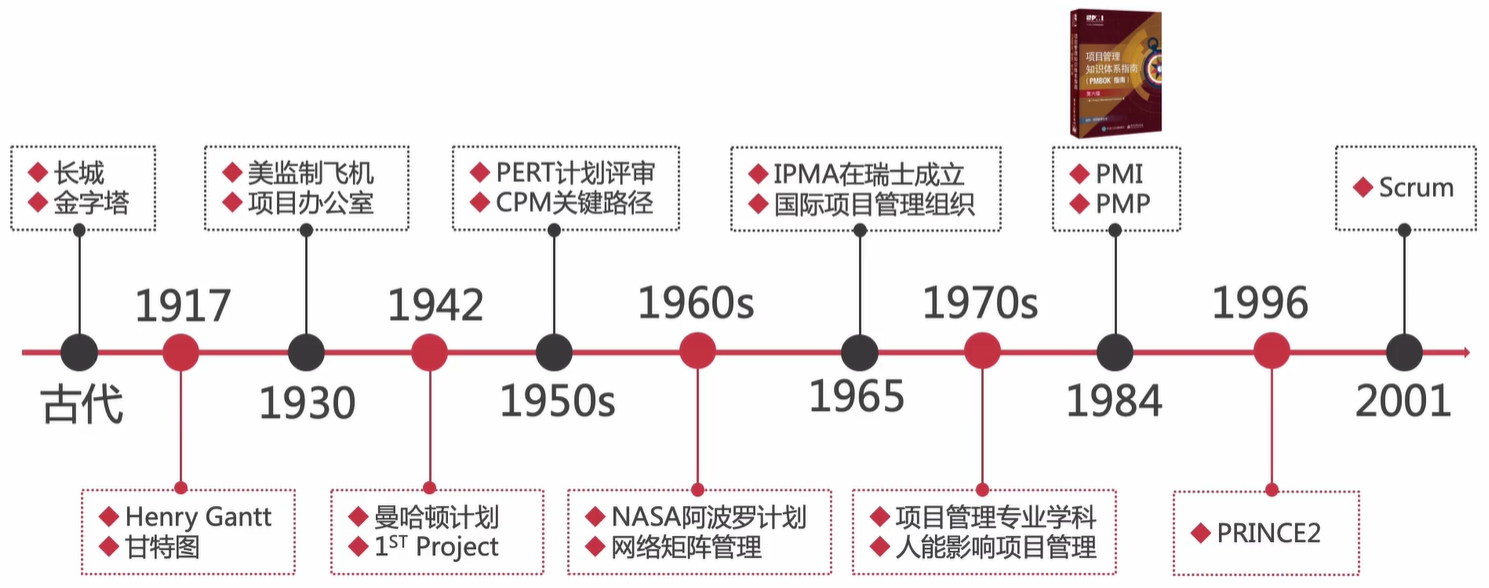 项目管理
知识体系指南
(PMBOK 指南)
第六版
长城
金字塔
美监制飞机
项目办公室
PERT计划评审
CPM关键路径
IPMA在瑞士成立
国际项目管理组织
PMI
PMP
Scrum
1917
1942
1960s
1970s
1996
古代
1930
1950s
1965
1984
2001
Henry Gantt
甘特图
曼哈顿计划
1ST Project
NASA阿波罗计划
网络矩阵管理
项目管理专业学科
人能影响项目管理
PRINCE2